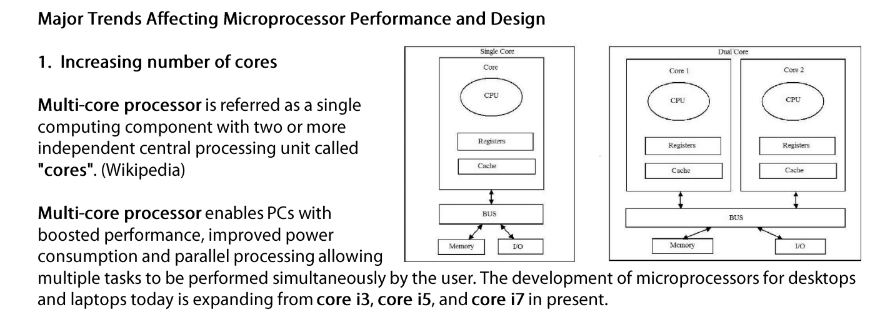 Major Trends Affecting Microprocessor Performance and Design
1. Increasing number of cores
Multi-core processor is referred as a single
computing component with two or more
independent central processing unit called
"cores". (Wikipedia)
Multi-core processor enables PCs with
boosted performance, improved power
consumption and parallel processing allowing
multiple tasks to be performed simultaneously by the user. The development of microprocessors for desktops
and laptops today is expanding from core i3, core i5, and core i7 in present.
Single Core
Core
CPU
Registers
Cache
BUS
Memory I/O
Dual Core
Core 1 Core 2
CPU CPU
Registers Registers
Cache Cache
BUS
Memory I/O